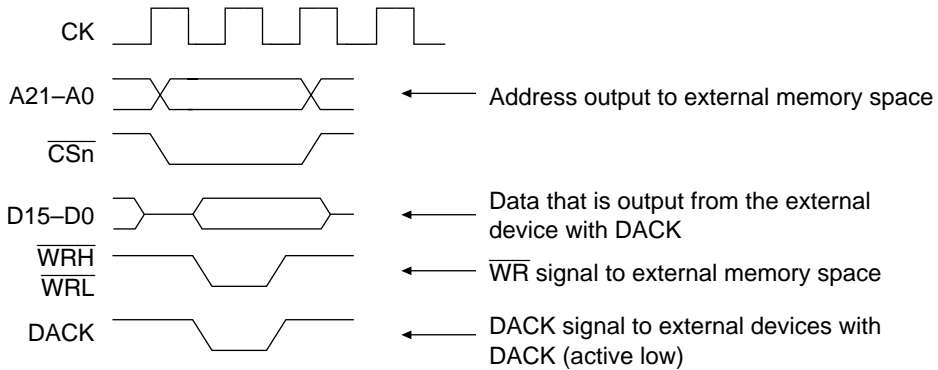 CK
A21–A0
Address output to external memory space
CSn
D15–D0
Data that is output from the external
device with DACK
WRH
WRL
WR signal to external memory space
DACK
DACK signal to external devices with
DACK (active low)